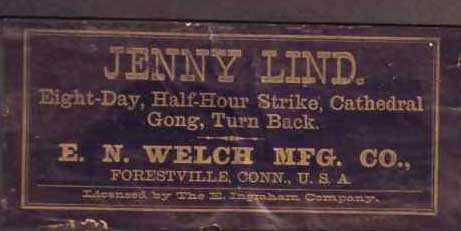 JENNY LIND.
Eight-Day, Half-Hour Strike, Cathedral
Gong, Turn Back.
E. N. WELCH MFG. CO.,
FORESTVILLE, CONN., U. S. A.
Licensed by The E. Ingraham Company.